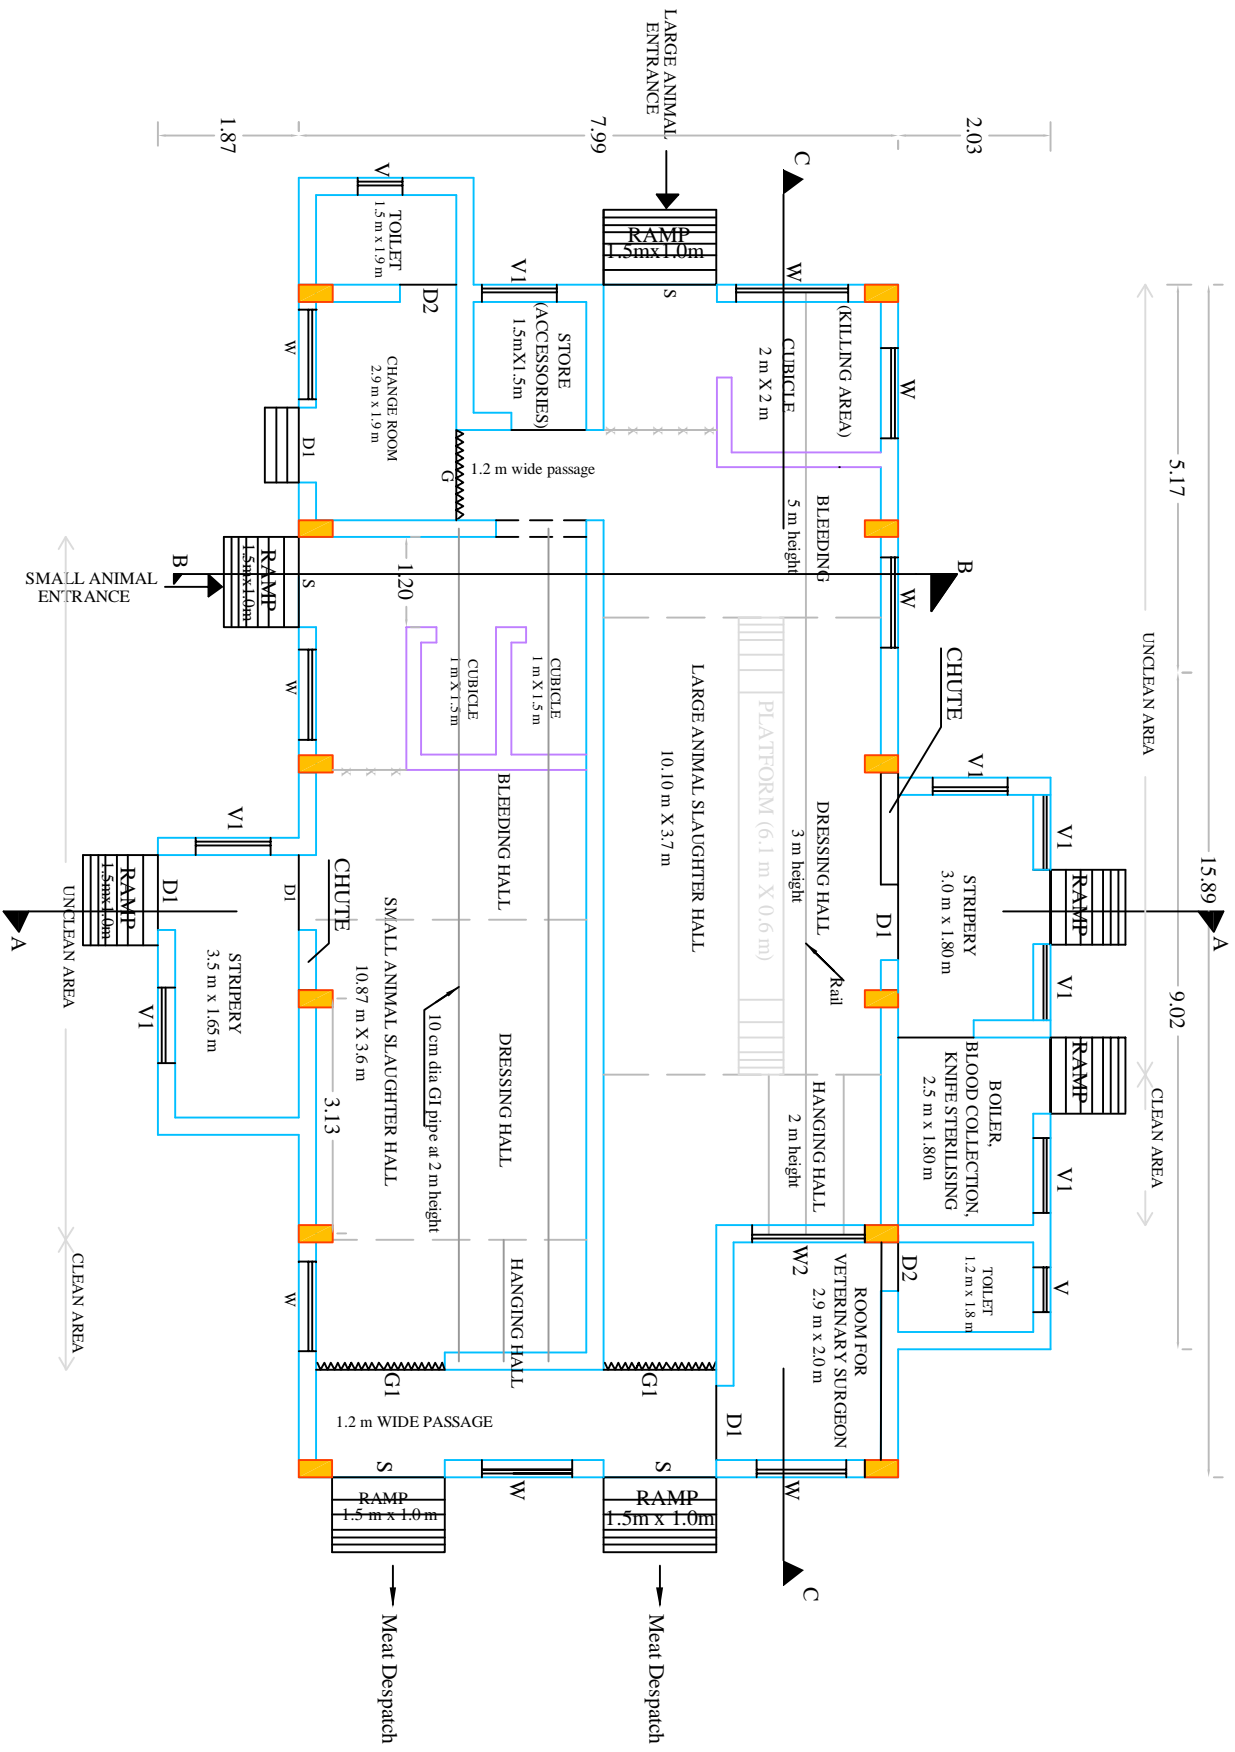 LARGE ANIMAL
ENTRANCE
1.87
7.99
2.03
C
V
TOILET
1.5 m x 1.9 m
D2
V1
STORE
(ACCESSORIES)
1.5mX1.5m
RAMP
1.5mx1.0m
S
W
(KILLING AREA)
CUBICLE
2 m X 2 m
W
W
CHANGE ROOM
2.9 m x 1.9 m
D1
G
1.2 m wide passage
BLEEDING
5 m height
5.17
15.89
9.02
UNCLEAN AREA
CLEAN AREA
SMALL ANIMAL
ENTRANCE
B
RAMP
1.5mx1.0m
S
1.20
B
W
W
CUBICLE
1 m X 1.5 m
CUBICLE
1 m X 1.5 m
LARGE ANIMAL SLAUGHTER HALL
10.10 m X 3.7 m
PLATFORM (6.1 m X 0.6 m)
CHUTE
V1
V1
DRESSING HALL
3 m height
Rail
D1
STRIPERY
3.0 m x 1.80 m
RAMP
A
V1
RAMP
BOILER,
BLOOD COLLECTION,
KNIFE STERILISING
2.5 m x 1.80 m
V1
BLEEDING HALL
V1
CHUTE
RAMP
1.5mx1.0m
D1
D1
A
UNCLEAN AREA
CLEAN AREA
STRIPERY
3.5 m x 1.65 m
V1
SMALL ANIMAL SLAUGHTER HALL
10.87 m X 3.6 m
3.13
10 cm dia GI pipe at 2 m height
DRESSING HALL
HANGING HALL
2 m height
W2
D2
TOILET
1.2 m x 1.8 m
V
ROOM FOR
VETERINARY SURGEON
2.9 m x 2.0 m
W
HANGING HALL
G1
G1
1.2 m WIDE PASSAGE
D1
S
W
S
W
RAMP
1.5 m x 1.0 m
RAMP
1.5m x 1.0m
C
Meat Despatch
Meat Despatch